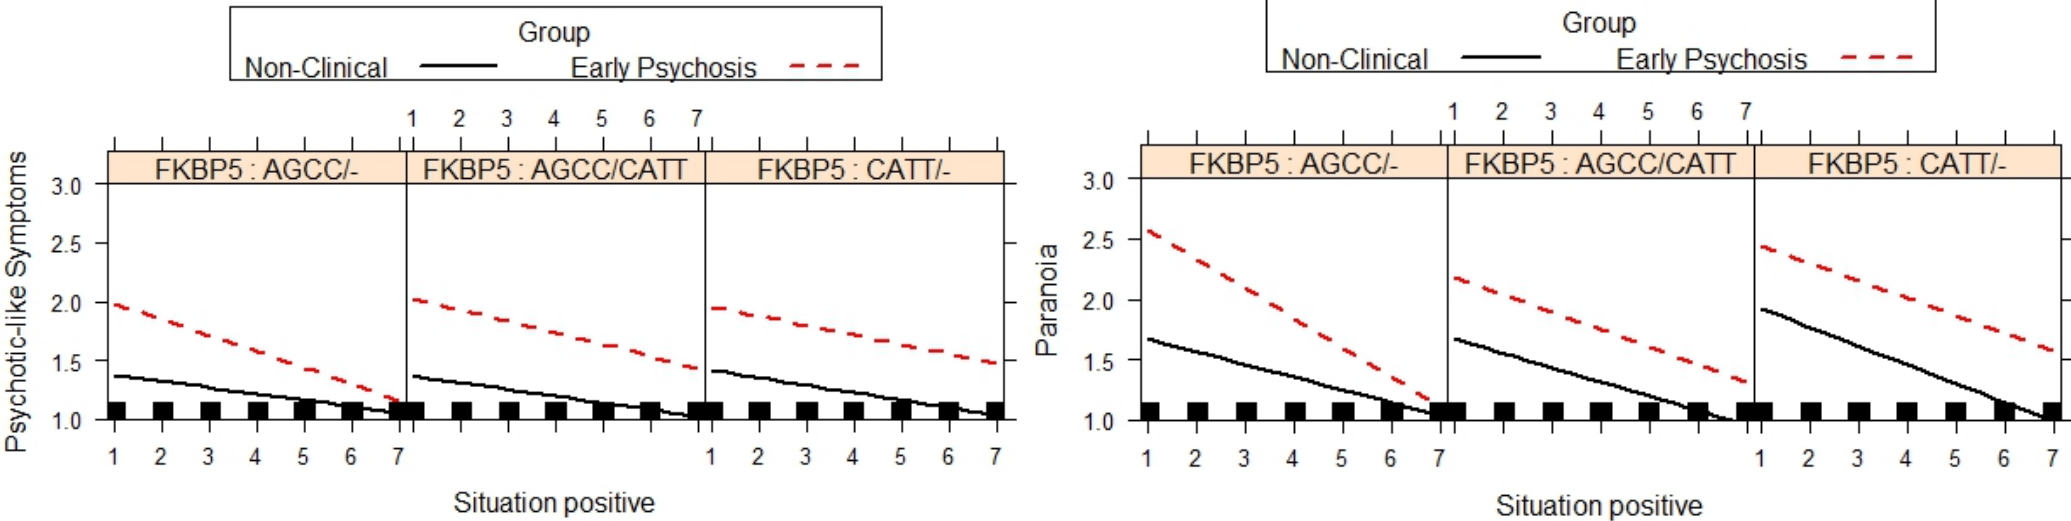 Group
Non-Clinical Early Psychosis
1 2 3 4 5 6 7
FKBP5 : AGCC/- FKBP5 : AGCC/CATT FKBP5 : CATT/-
Psychotic-like Symptoms
3.0
2.5
2.0
1.5
1.0
1 2 3 4 5 6 7 1 2 3 4 5 6 7
Situation positive
Group
Non-Clinical Early Psychosis
1 2 3 4 5 6 7
FKBP5 : AGCC/- FKBP5 : AGCC/CATT FKBP5 : CATT/-
Paranoia
3.0
2.5
2.0
1.5
1.0
1 2 3 4 5 6 7 1 2 3 4 5 6 7
Situation positive